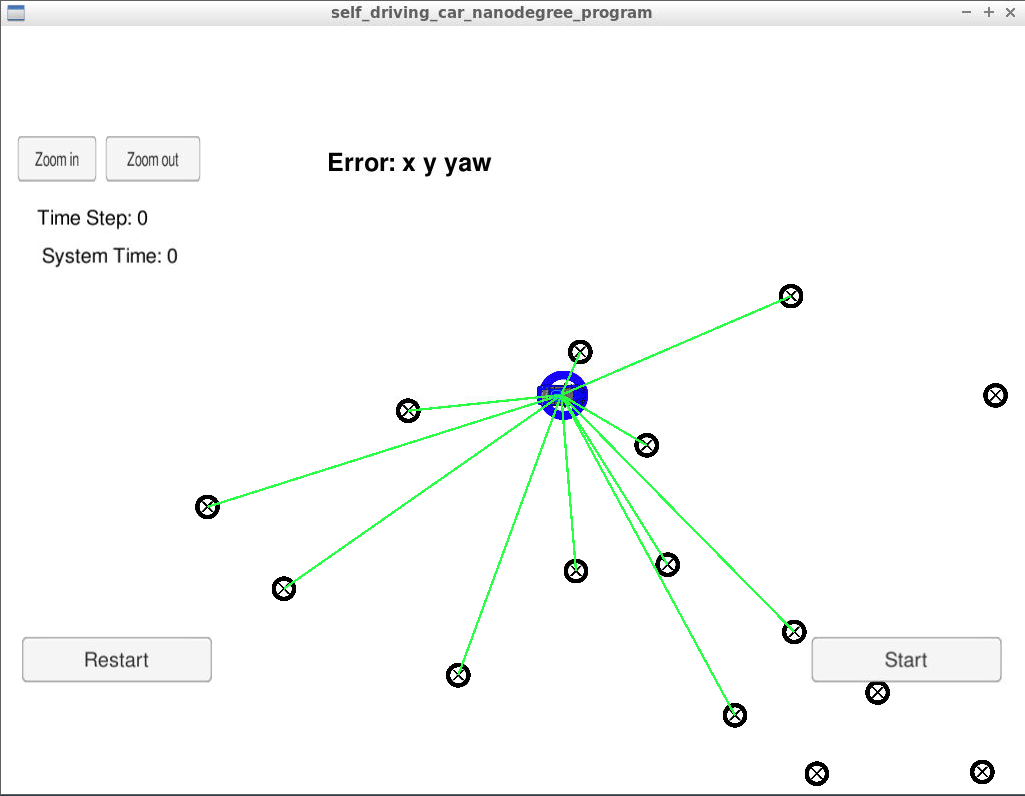 self_driving_car_nanodegree_program
Zoom in
Zoom out
Error: x y yaw
Time Step: 0
System Time: 0
Restart
Start